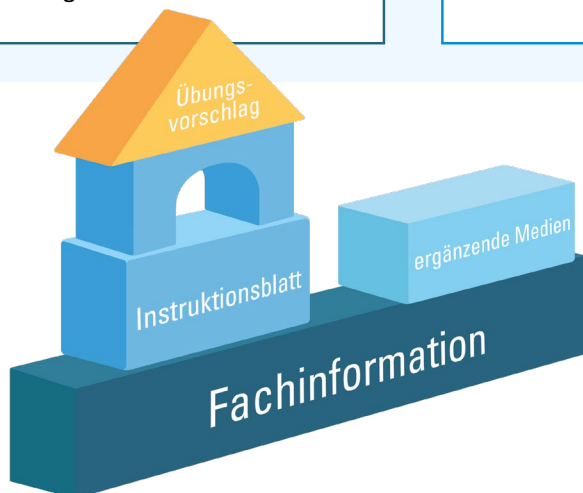 Übungs-
vorschlag
Instruktionsblatt
ergänzende Medien
Fachinformation